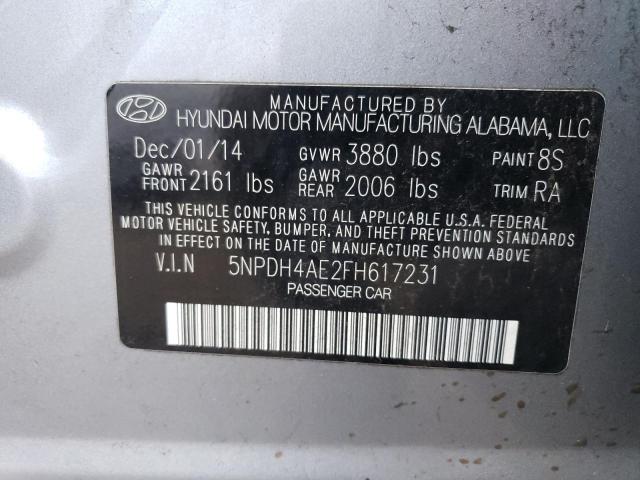 MANUFACTURED BY
HYUNDAI MOTOR MANUFACTURING ALABAMA, LLC
Dec/01/14 GVWR 3880 lbs PAINT 8S
GAWR FRONT 2161 lbs GAWR REAR 2006 lbs TRIM RA
THIS VEHICLE CONFORMS TO ALL APPLICABLE U.S.A. FEDERAL
MOTOR VEHICLE SAFETY, BUMPER, AND THEFT PREVENTION STANDARDS
IN EFFECT ON THE DATE OF MANUFACTURE SHOWN ABOVE.
V.I.N 5NPDH4AE2FH617231
PASSENGER CAR